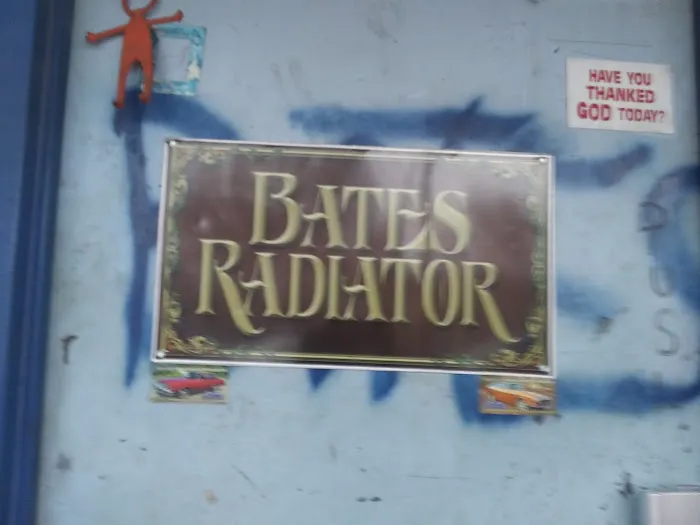 HAVE YOU
THANKED
GOD TODAY?
BATES
RADIATOR